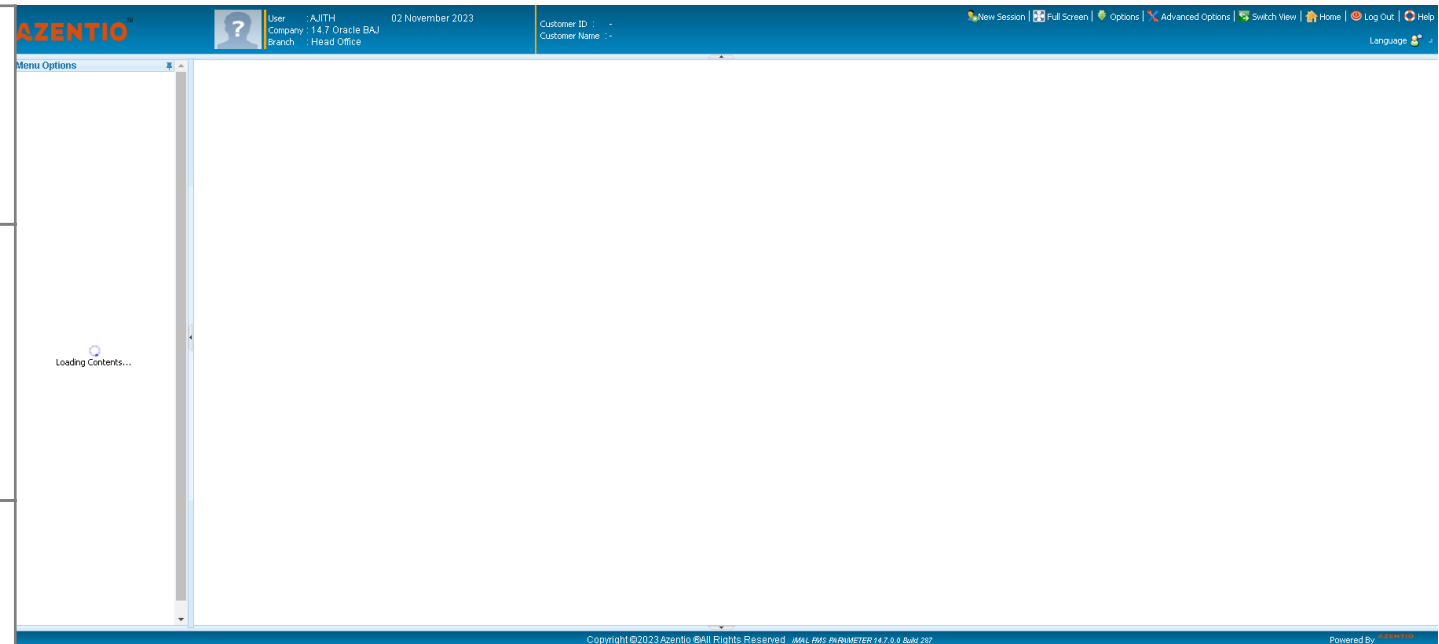 AZENTIO™
User : AJITH 02 November 2023
Company : 14.7 Oracle BAJ
Branch : Head Office
Customer ID : -
Customer Name : -
New Session | Full Screen | Options | Advanced Options | Switch View | Home | Log Out | Help
Language
Menu Options
Loading Contents...
Copyright ©2023 Azentio ®All Rights Reserved IMAL FMS PARAMETER 14.7.0.0 Build 287
Powered By AZENTIO